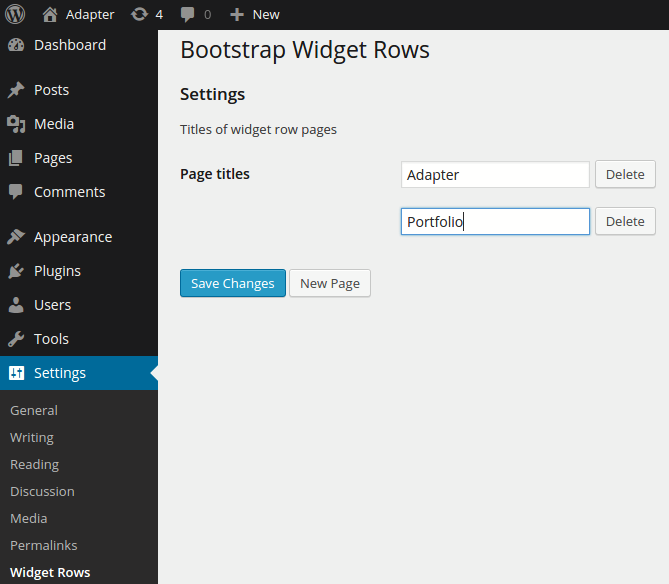 Adapter 4 0 New
Dashboard
Posts
Media
Pages
Comments
Appearance
Plugins
Users
Tools
Settings
General
Writing
Reading
Discussion
Media
Permalinks
Widget Rows
Bootstrap Widget Rows
Settings
Titles of widget row pages
Page titles Adapter Delete
Portfolio Delete
Save Changes New Page